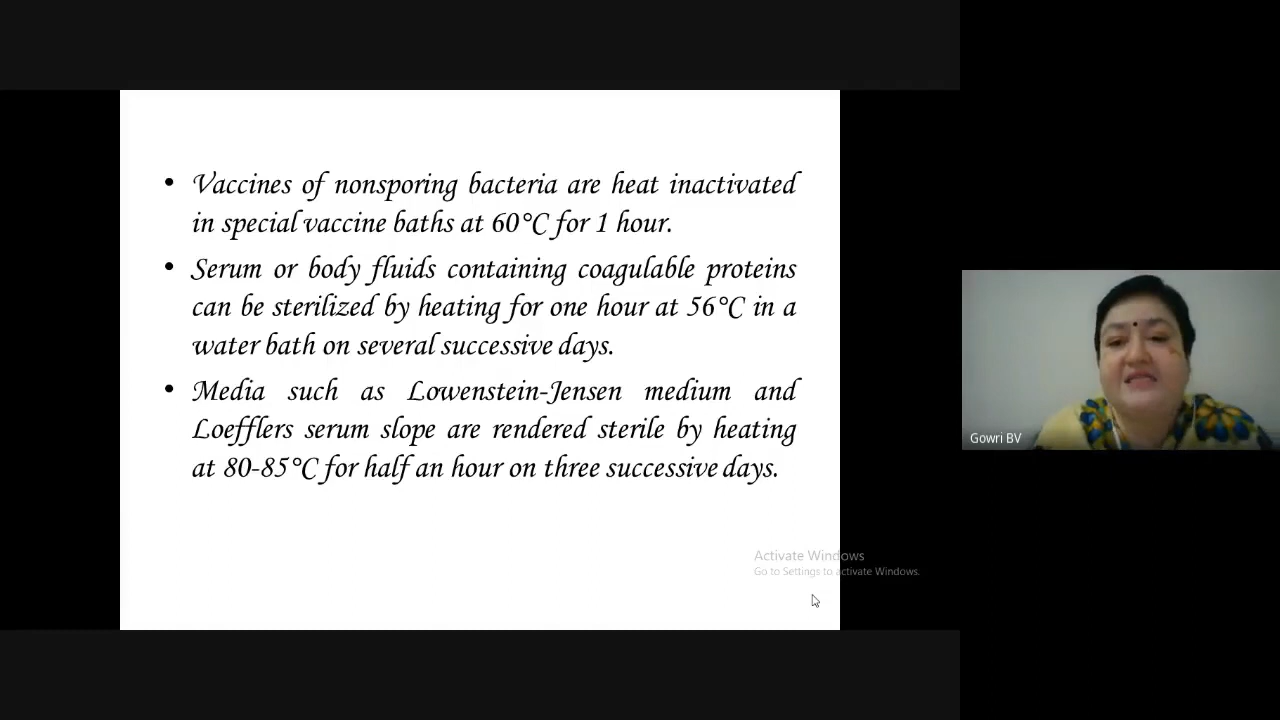 • Vaccines of nonsporing bacteria are heat inactivated
in special vaccine baths at 60°C for 1 hour.
• Serum or body fluids containing coagulable proteins
can be sterilized by heating for one hour at 56°C in a
water bath on several successive days.
• Media such as Lowenstein-Jensen medium and
Loefflers serum slope are rendered sterile by heating
at 80-85°C for half an hour on three successive days.
Gowri BV
Activate Windows
Go to Settings to activate Windows.